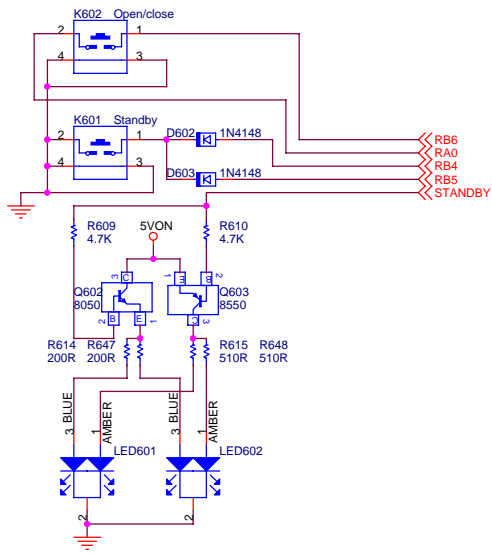 K602 Open/close
2 1
4 3
K601 Standby
2 1
4 3
D602 1N4148
D603 1N4148
RB6
RA0
RB4
RB5
STANDBY
R609
4.7K
5VON
R610
4.7K
3 C
E 1
B 2
Q602
8050
Q603
8550
2 B
E 1
C 3
R614
200R
R647
200R
R615
510R
R648
510R
BLUE
AMBER
BLUE
AMBER
3 1 3 1
LED601
LED602
2 2